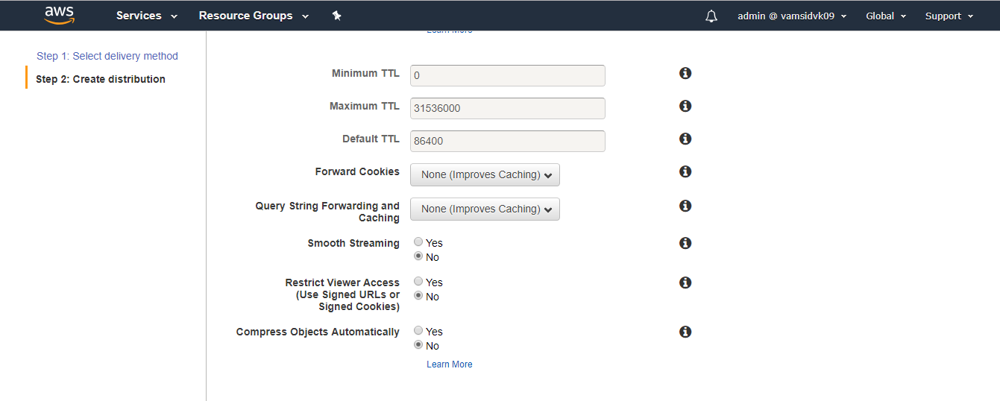 aws Services Resource Groups admin @ vamsidvk09 Global Support
Learn More
Step 1: Select delivery method
Step 2: Create distribution
Minimum TTL 0
Maximum TTL 31536000
Default TTL 86400
Forward Cookies None (Improves Caching)
Query String Forwarding and
Caching
None (Improves Caching)
Smooth Streaming
Yes
No
Restrict Viewer Access
(Use Signed URLs or
Signed Cookies)
Yes
No
Compress Objects Automatically
Yes
No
Learn More